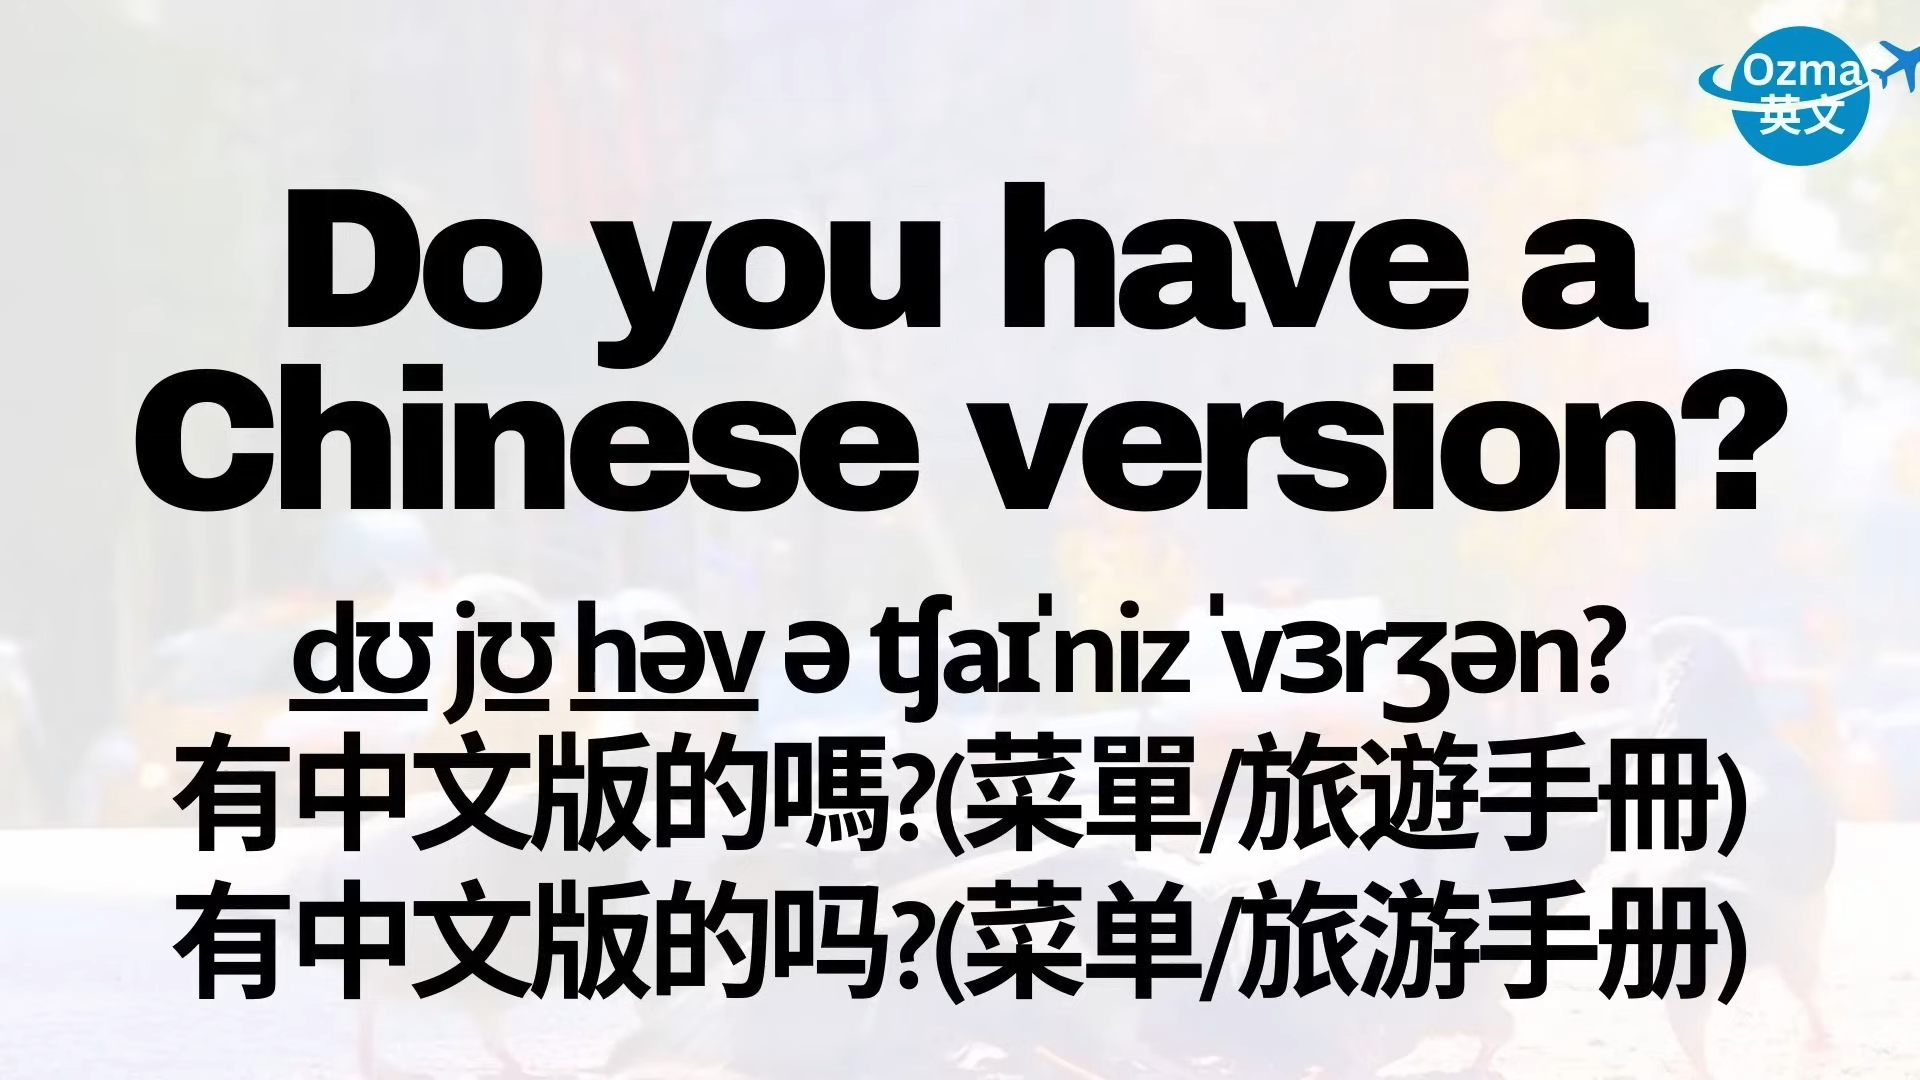 Ozma
英文
Do you have a
Chinese version?
dʊ jʊ həv ə ʧaɪˈniz ˈvɜrʒən?
有中文版的嗎?(菜單/旅遊手冊)
有中文版的吗?(菜单/旅游手册)